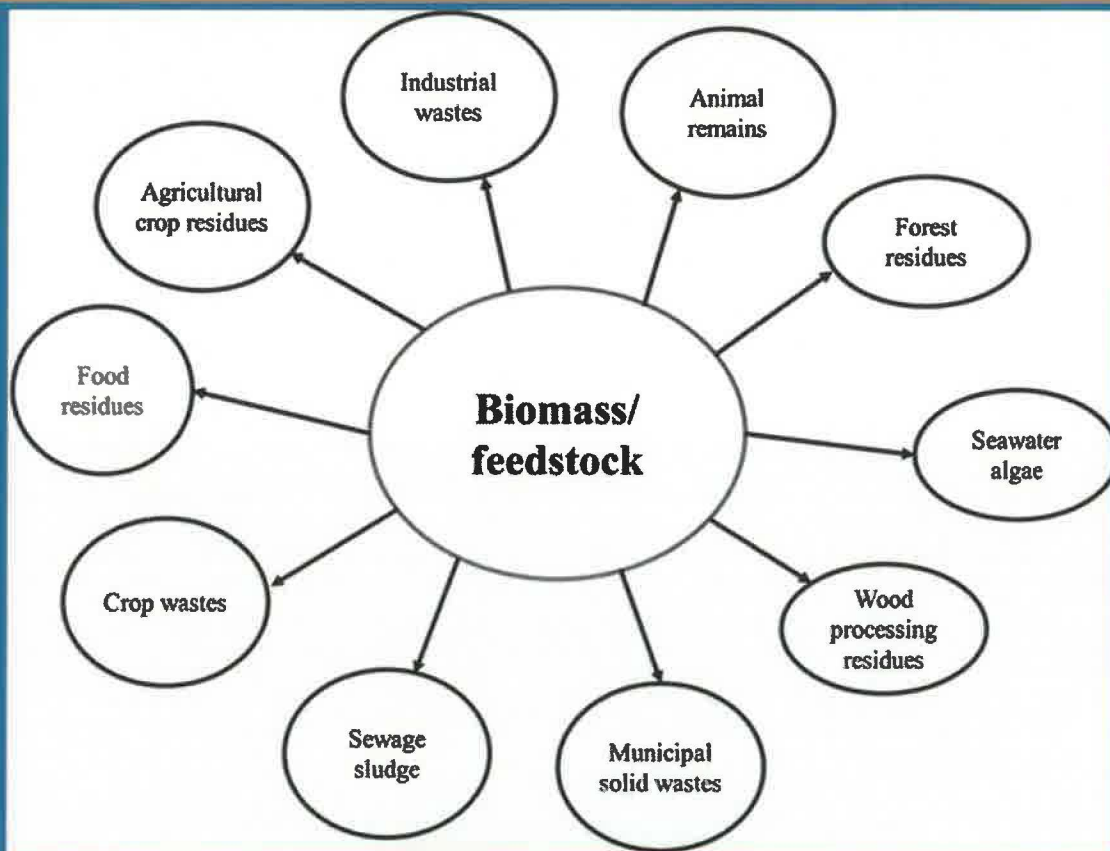 Industrial
wastes
Animal
remains
Agricultural
crop residues
Forest
residues
Food
residues
Biomass/
feedstock
Seawater
algae
Crop wastes
Wood
processing
residues
Sewage
sludge
Municipal
solid wastes